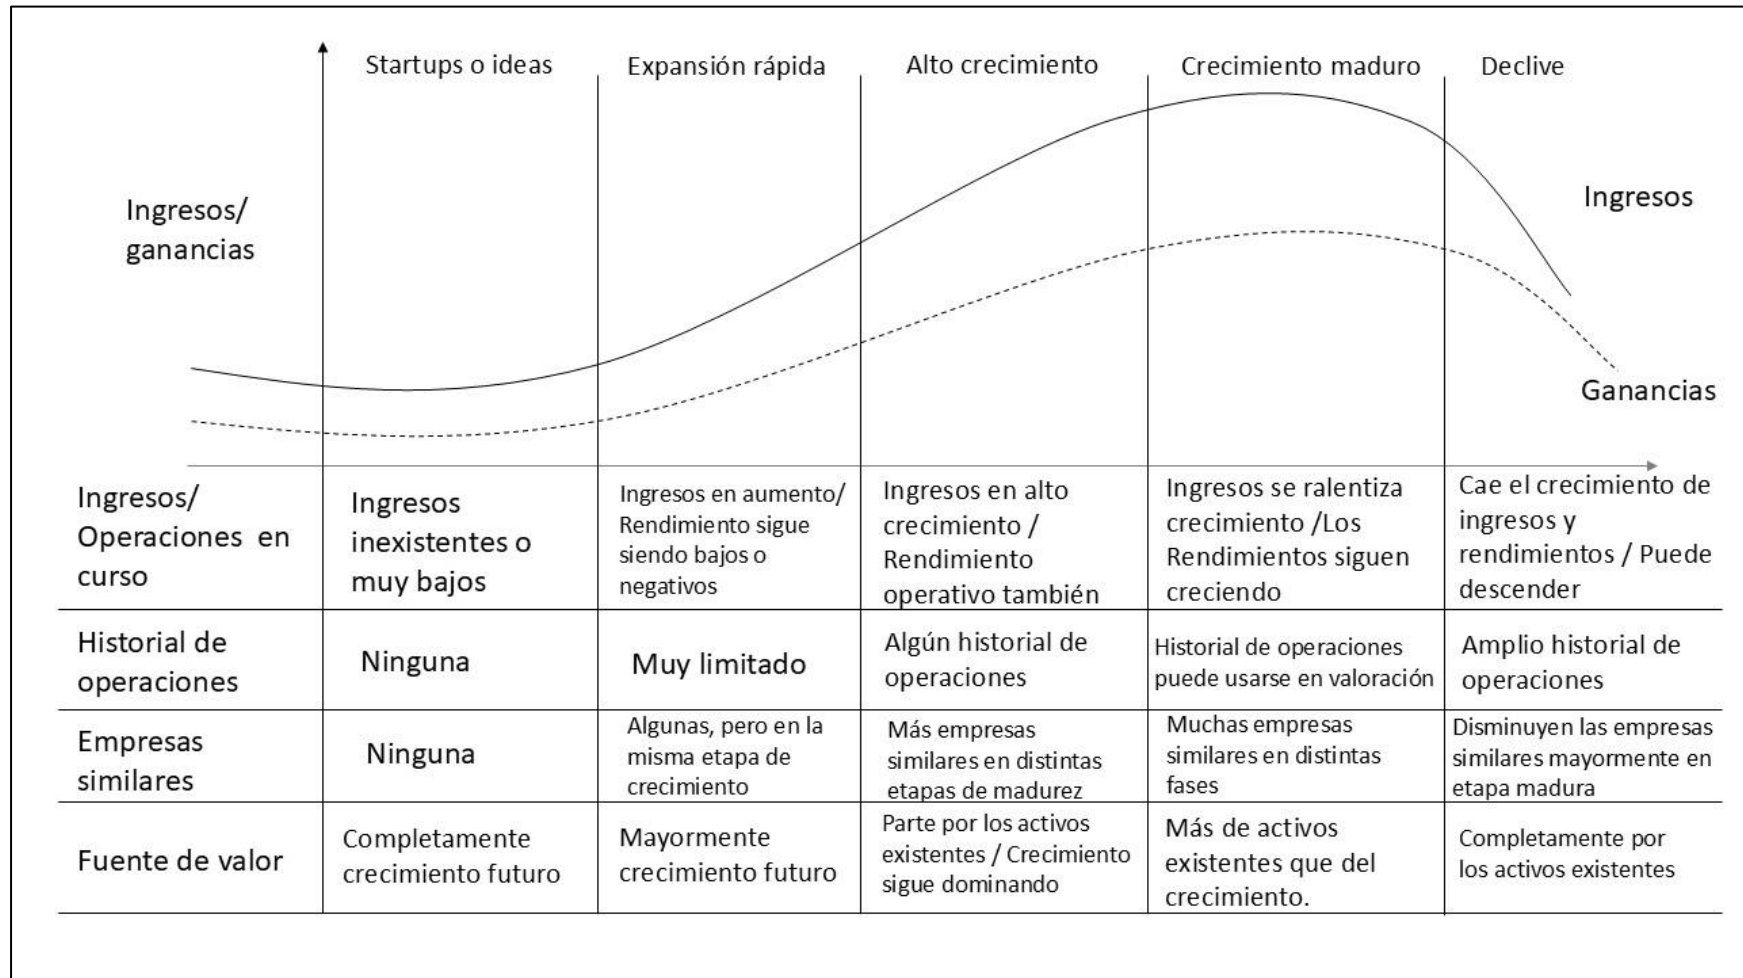 Startups o ideas
Expansión rápida
Alto crecimiento
Crecimiento maduro
Declive
Ingresos/
ganancias
Ingresos
Ganancias
Ingresos/
Operaciones en
curso
Ingresos
inexistentes o
muy bajos
Ingresos en aumento/
Rendimiento sigue
siendo bajos o
negativos
Ingresos en alto
crecimiento /
Rendimiento
operativo también
Ingresos se ralentiza
crecimiento /Los
Rendimientos siguen
creciendo
Cae el crecimiento de
ingresos y
rendimientos / Puede
descender
Historial de
operaciones
Ninguna
Muy limitado
Algún historial de
operaciones
Historial de operaciones
puede usarse en valoración
Amplio historial de
operaciones
Empresas
similares
Ninguna
Algunas, pero en la
misma etapa de
crecimiento
Más empresas
similares en distintas
etapas de madurez
Muchas empresas
similares en distintas
fases
Disminuyen las empresas
similares mayormente en
etapa madura
Fuente de valor
Completamente
crecimiento futuro
Mayormente
crecimiento futuro
Parte por los activos
existentes / Crecimiento
sigue dominando
Más de activos
existentes que del
crecimiento.
Completamente por
los activos existentes